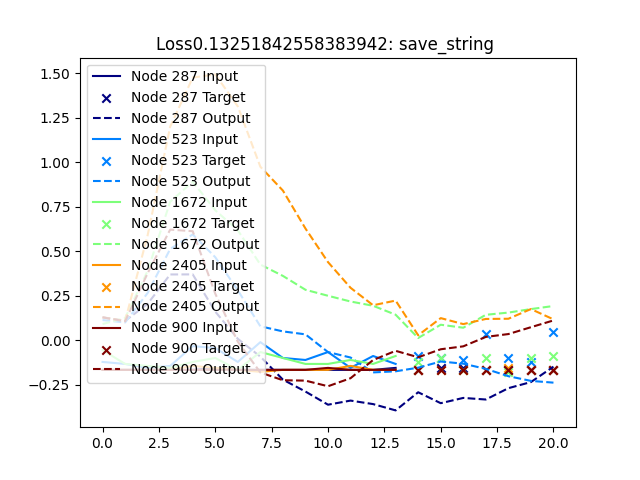 Loss0.13251842558383942: save_string
1.50
1.25
1.00
0.75
0.50
0.25
0.00
−0.25
Node 287 Input
Node 287 Target
Node 287 Output
Node 523 Input
Node 523 Target
Node 523 Output
Node 1672 Input
Node 1672 Target
Node 1672 Output
Node 2405 Input
Node 2405 Target
Node 2405 Output
Node 900 Input
Node 900 Target
Node 900 Output
0.0 2.5 5.0 7.5 10.0 12.5 15.0 17.5 20.0